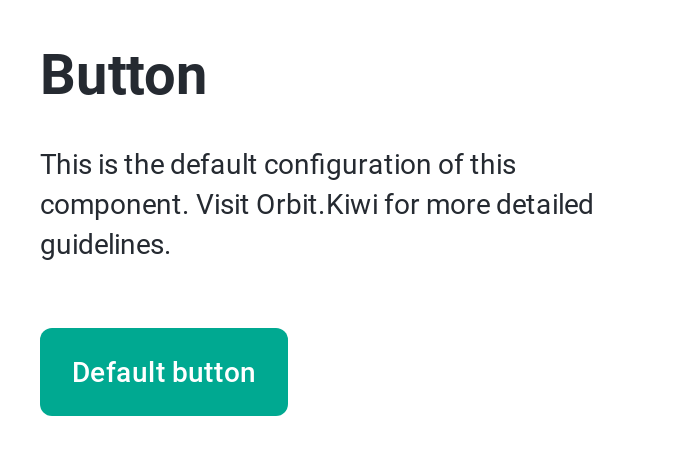 Button
This is the default configuration of this
component. Visit Orbit.Kiwi for more detailed
guidelines.
Default button